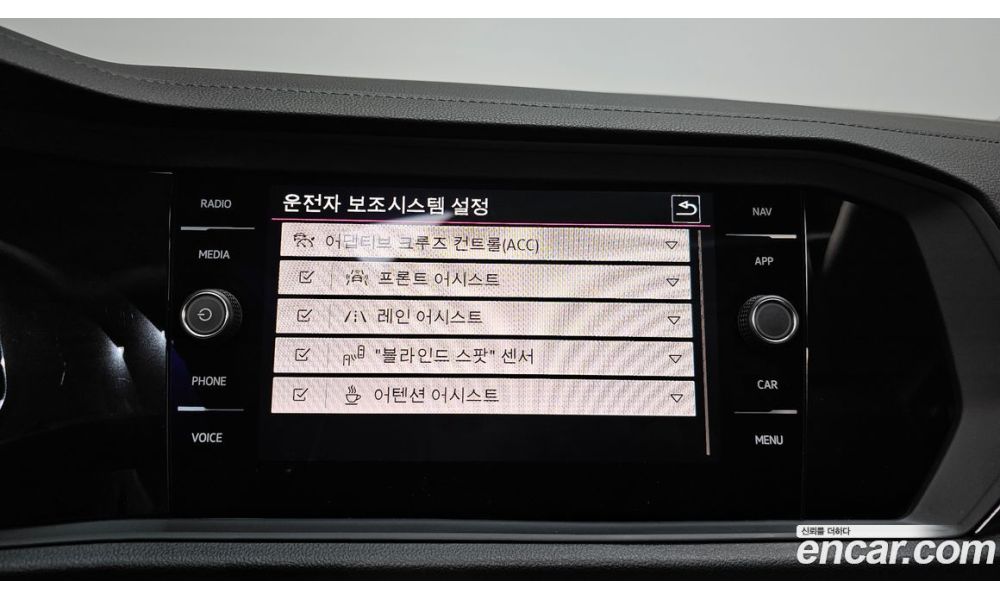 RADIO
MEDIA
PHONE
VOICE
운전자 보조시스템 설정
어댑티브 크루즈 컨트롤(ACC)
프론트 어시스트
레인 어시스트
"블라인드 스팟" 센서
어텐션 어시스트
NAV
APP
CAR
MENU
신뢰를 더하다
encar.com